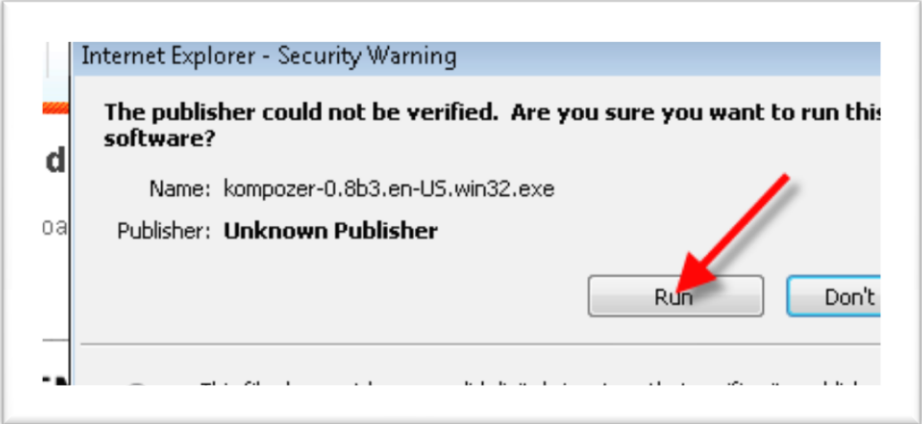 Internet Explorer - Security Warning
The publisher could not be verified. Are you sure you want to run this
software?
d
Name: kompozer-0.8b3.en-US.win32.exe
oa
Publisher: Unknown Publisher
Run Don't